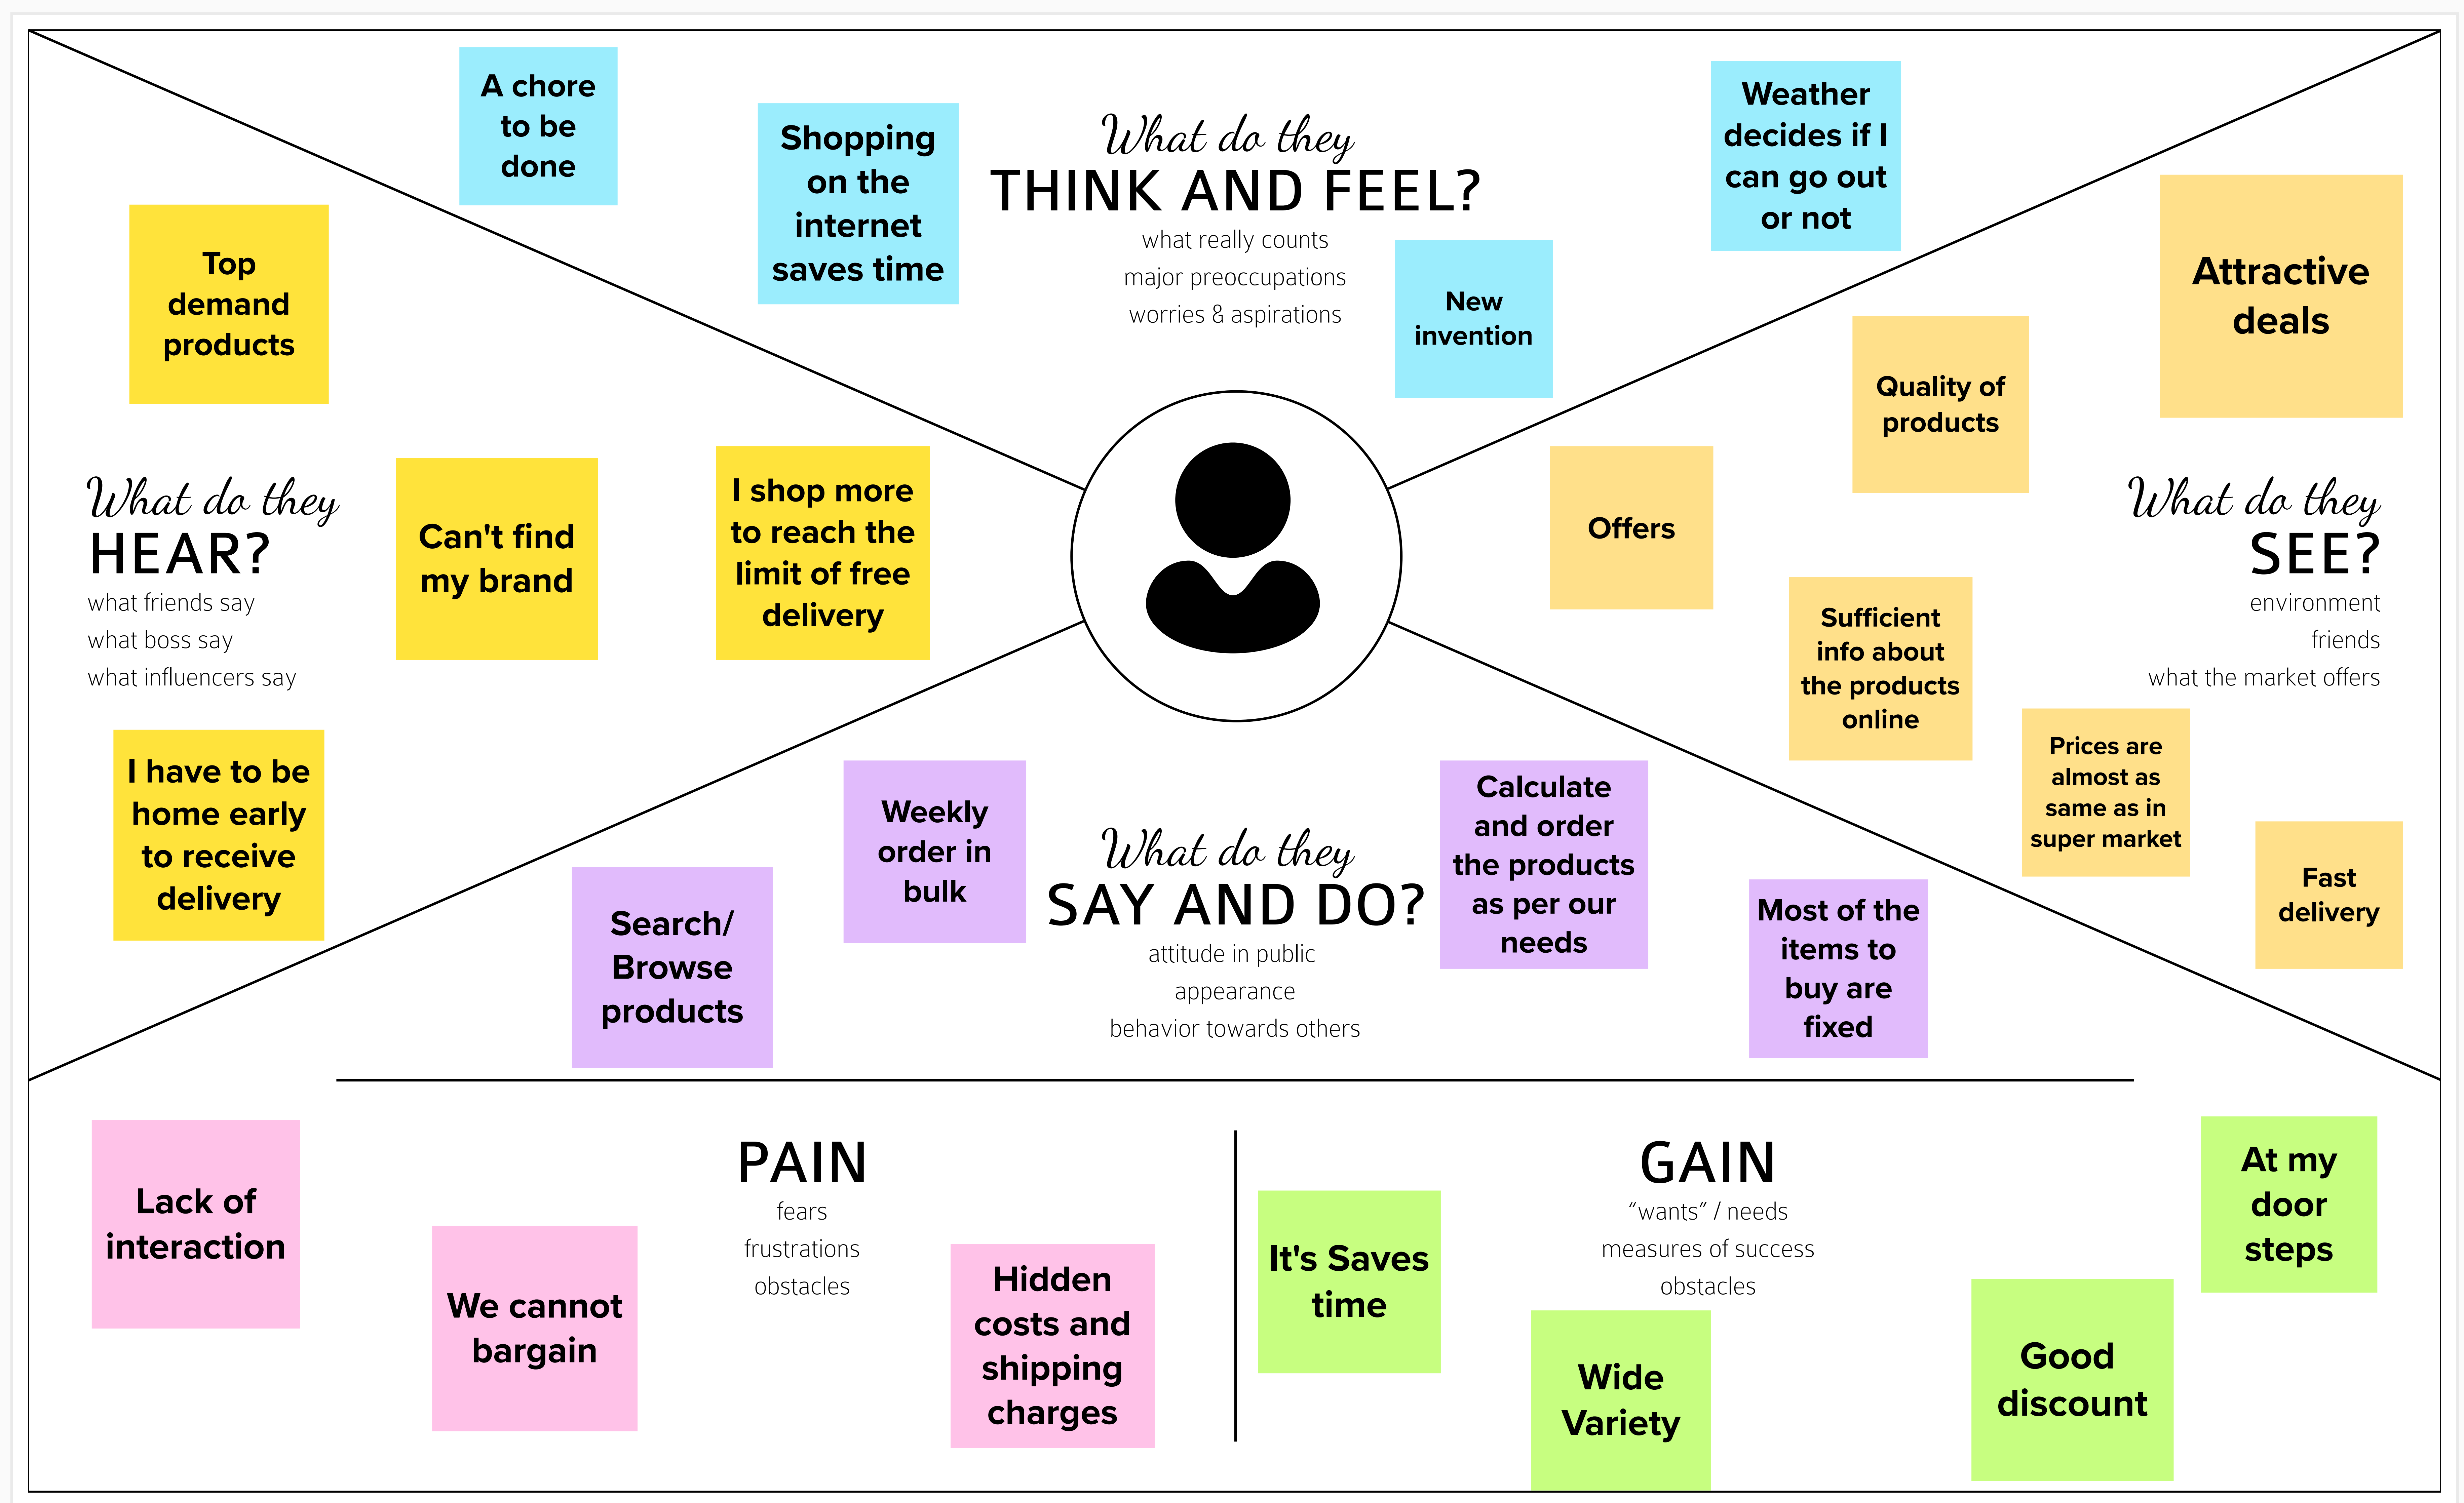 A chore
to be
done
Shopping
on the
internet
saves time
What do they
THINK AND FEEL?
what really counts
major preoccupations
worries & aspirations
New
invention
Weather
decides if I
can go out
or not
Top
demand
products
What do they
HEAR?
what friends say
what boss say
what influencers say
Can't find
my brand
I shop more
to reach the
limit of free
delivery
I have to be
home early
to receive
delivery
Attractive
deals
Quality of
products
Offers
What do they
SEE?
environment
friends
what the market offers
Sufficient
info about
the products
online
Prices are
almost as
same as in
super market
Fast
delivery
Search/
Browse
products
Weekly
order in
bulk
What do they
SAY AND DO?
attitude in public
appearance
behavior towards others
Calculate
and order
the products
as per our
needs
Most of the
items to
buy are
fixed
Lack of
interaction
We cannot
bargain
PAIN
fears
frustrations
obstacles
Hidden
costs and
shipping
charges
It's Saves
time
GAIN
“wants” / needs
measures of success
obstacles
Wide
Variety
Good
discount
At my
door
steps